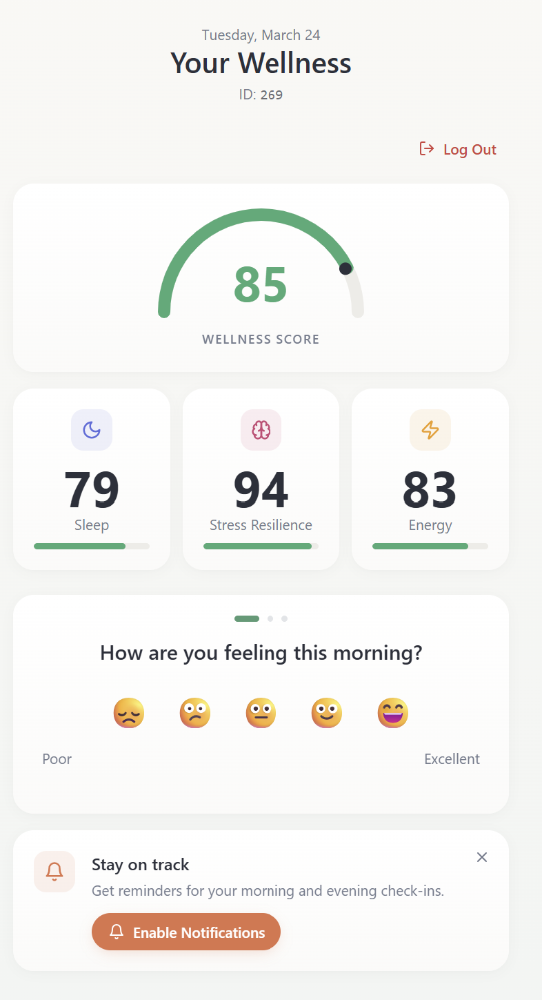 Tuesday, March 24
Your Wellness
ID: 269
Log Out
85
WELLNESS SCORE
79
Sleep
94
Stress Resilience
83
Energy
How are you feeling this morning?
Poor
Excellent
Stay on track
Get reminders for your morning and evening check-ins.
Enable Notifications